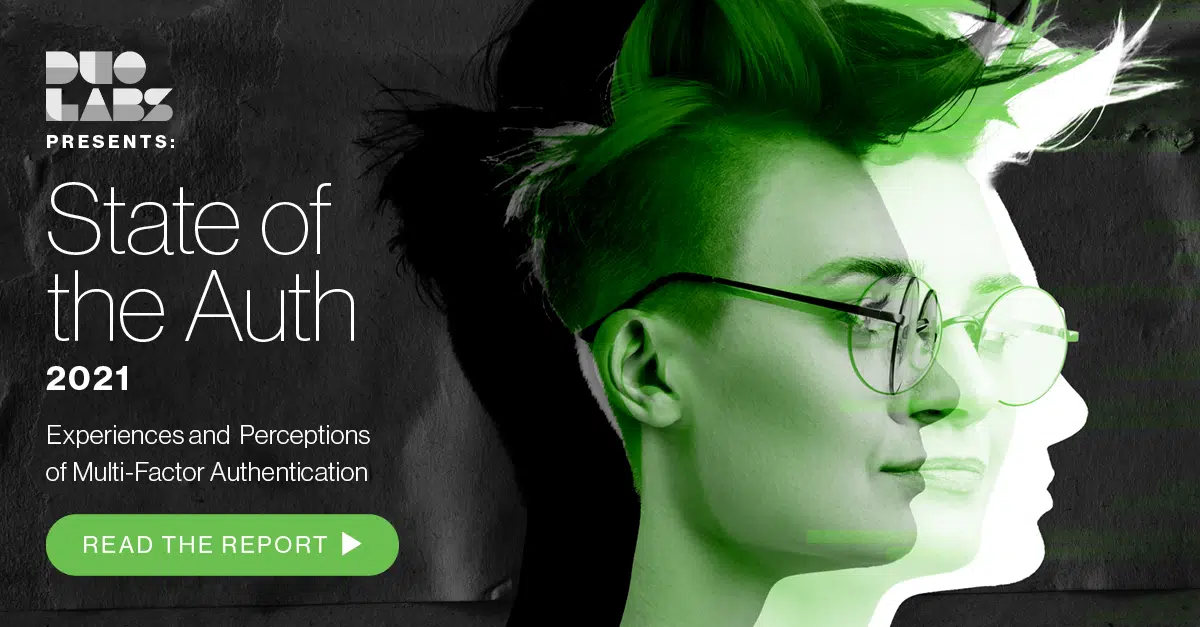 DUO
LABS
PRESENTS:
State of
the Auth
2021
Experiences and Perceptions
of Multi-Factor Authentication
READ THE REPORT